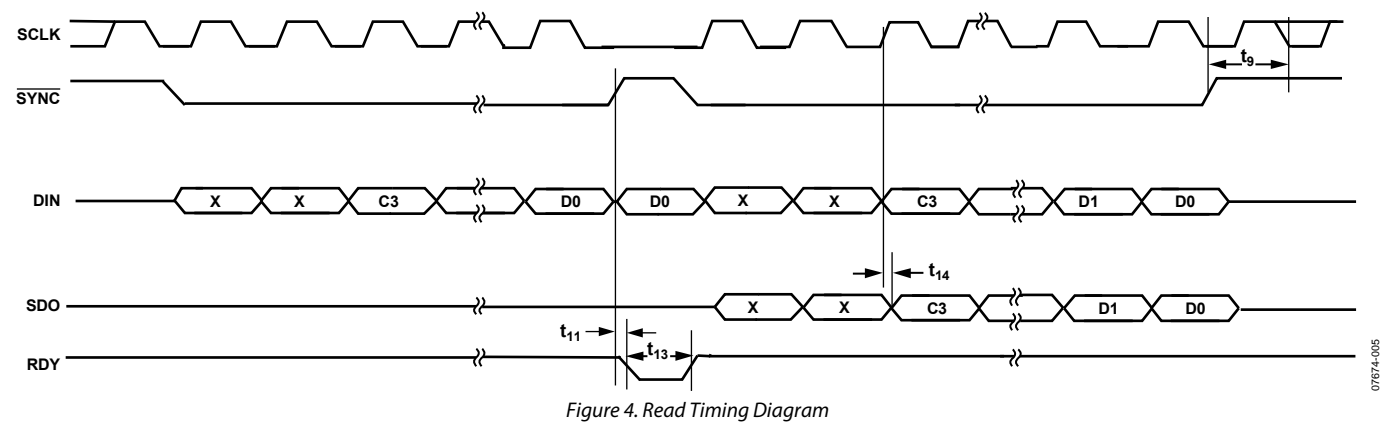 SCLK
t9
SYNC
DIN X X C3 D0 D0 X X C3 D1 D0
t14
SDO X X C3 D1 D0
t11
t13
RDY
07674-005
Figure 4. Read Timing Diagram